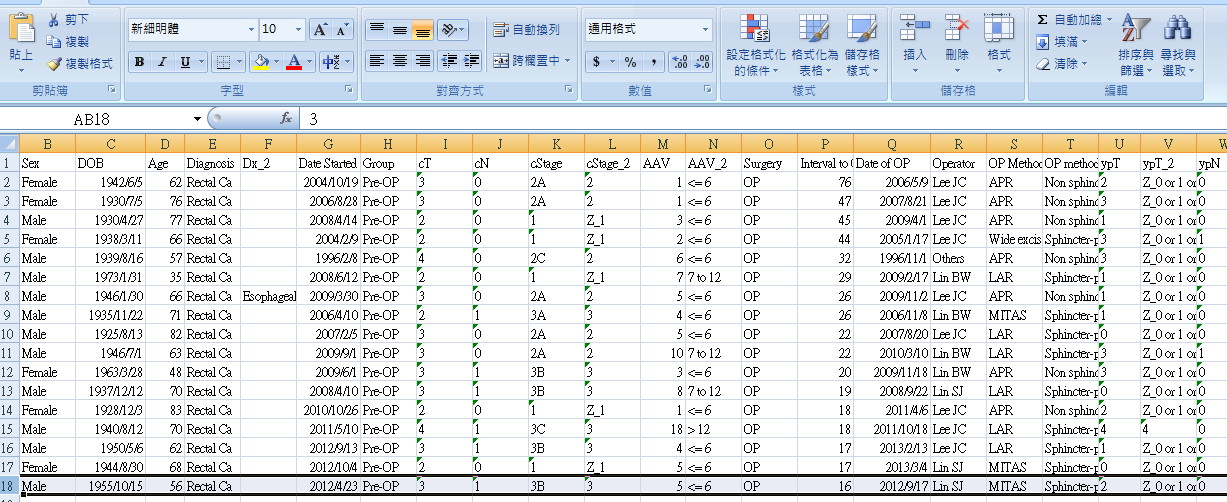 剪下
複製
複製格式
貼上
剪貼簿
新細明體 10
B I U
字型
自動換列
跨欄置中
對齊方式
通用格式
$ % ,
數值
設定格式化的條件
格式化為表格
儲存格樣式
樣式
插入
刪除
格式
儲存格
Σ 自動加總
填滿
清除
排序與篩選
尋找與選取
編輯
AB18 fx 3
B C D E F G H I J K L M N O P Q R S T U V W
1 Sex DOB Age Diagnosis Dx_2 Date Started Group cT cN cStage cStage_2 AAV AAV_2 Surgery Interval to Date of OP Operator OP Method OP method ypT ypT_2 ypN
2 Female 1942/6/5 62 Rectal Ca 2004/10/19 Pre-OP 3 0 2A 2 1 <= 6 OP 76 2006/5/9 Lee JC APR Non sphinc 2 Z_0 or 1 or 0
3 Female 1930/7/5 76 Rectal Ca 2006/8/28 Pre-OP 3 0 2A 2 1 <= 6 OP 47 2007/8/21 Lee JC APR Non sphinc 3 Z_0 or 1 or 0
4 Male 1930/4/27 77 Rectal Ca 2008/4/14 Pre-OP 2 0 1 Z_1 3 <= 6 OP 45 2009/4/1 Lee JC APR Non sphinc 1 Z_0 or 1 or 0
5 Female 1938/3/11 66 Rectal Ca 2004/2/9 Pre-OP 2 0 1 Z_1 2 <= 6 OP 44 2005/1/17 Lee JC Wide excis Sphincter-p 3 Z_0 or 1 or 1
6 Male 1939/8/16 57 Rectal Ca 1996/2/8 Pre-OP 4 0 2C 2 6 <= 6 OP 32 1996/11/1 Others APR Non sphinc 3 Z_0 or 1 or 0
7 Male 1973/1/31 35 Rectal Ca 2008/6/12 Pre-OP 2 0 1 Z_1 7 7 to 12 OP 29 2009/2/17 Lin BW LAR Sphincter-p 1 Z_0 or 1 or 0
8 Male 1946/1/30 66 Rectal Ca Esophageal 2009/3/30 Pre-OP 3 0 2A 2 5 <= 6 OP 26 2009/11/2 Lee JC APR Non sphinc 1 Z_0 or 1 or 0
9 Male 1935/11/22 71 Rectal Ca 2006/4/10 Pre-OP 2 1 3A 3 4 <= 6 OP 26 2006/11/8 Lin BW MITAS Sphincter-p 1 Z_0 or 1 or 0
10 Male 1925/8/13 82 Rectal Ca 2007/2/5 Pre-OP 3 0 2A 2 5 <= 6 OP 22 2007/8/20 Lee JC LAR Sphincter-p 0 Z_0 or 1 or 0
11 Male 1946/7/1 63 Rectal Ca 2009/9/1 Pre-OP 3 0 2A 2 10 7 to 12 OP 22 2010/3/10 Lin BW LAR Sphincter-p 3 Z_0 or 1 or 1
12 Female 1963/3/28 48 Rectal Ca 2009/6/1 Pre-OP 3 1 3B 3 3 <= 6 OP 20 2009/11/18 Lin BW APR Non sphinc 3 Z_0 or 1 or 0
13 Male 1937/12/12 70 Rectal Ca 2008/4/10 Pre-OP 3 1 3B 3 8 7 to 12 OP 19 2008/9/22 Lin SJ LAR Sphincter-p 0 Z_0 or 1 or 0
14 Female 1928/12/3 83 Rectal Ca 2010/10/26 Pre-OP 2 0 1 Z_1 1 <= 6 OP 18 2011/4/6 Lee JC APR Non sphinc 2 Z_0 or 1 or 0
15 Male 1940/8/12 70 Rectal Ca 2011/5/10 Pre-OP 4 1 3C 3 18 > 12 OP 18 2011/10/18 Lee JC LAR Sphincter-p 4 4 0
16 Male 1950/5/6 62 Rectal Ca 2012/9/13 Pre-OP 3 1 3B 3 4 <= 6 OP 17 2013/2/13 Lee JC LAR Sphincter-p 1 Z_0 or 1 or 0
17 Female 1944/8/30 68 Rectal Ca 2012/10/4 Pre-OP 2 0 1 Z_1 5 <= 6 OP 17 2013/3/4 Lin SJ MITAS Sphincter-p 0 Z_0 or 1 or 0
18 Male 1955/10/15 56 Rectal Ca 2012/4/23 Pre-OP 3 1 3B 3 5 <= 6 OP 16 2012/9/17 Lin SJ MITAS Sphincter-p 2 Z_0 or 1 or 0